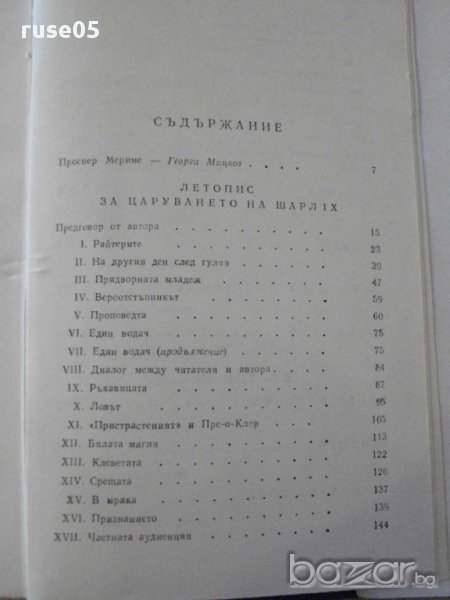 ruse05
СЪДЪРЖАНИЕ
Проспер Мериме — Георги Мицков . . . . 7
ЛЕТОПИС
ЗА ЦАРУВАНЕТО НА ШАРЛ IX
Предговор от автора . . . . . . . . . . 15
I. Райтерите . . . . . . . . . 23
II. На другия ден след гуляя . . . . . . 39
III. Придворната младеж . . . . . . . 47
IV. Вероотстъпникът . . . . . . . . 59
V. Проповедта . . . . . . . . . 66
VI. Един водач . . . . . . . . . 75
VII. Един водач (продължение) . . . . . 75
VIII. Диалог между читателя и автора . . . . 84
IX. Ръкавицата . . . . . . . . . 87
X. Ловът . . . . . . . . . . 95
XI. «Пристрастеният» и Пре-о-Клер . . . . 105
XII. Бялата магия . . . . . . . . 113
XIII. Клеветата . . . . . . . . . 122
XIV. Срещата . . . . . . . . . 126
XV. В мрака . . . . . . . . . 137
XVI. Признанието . . . . . . . . 139
XVII. Частната аудиенция . . . . . . . 144
bazar.bg